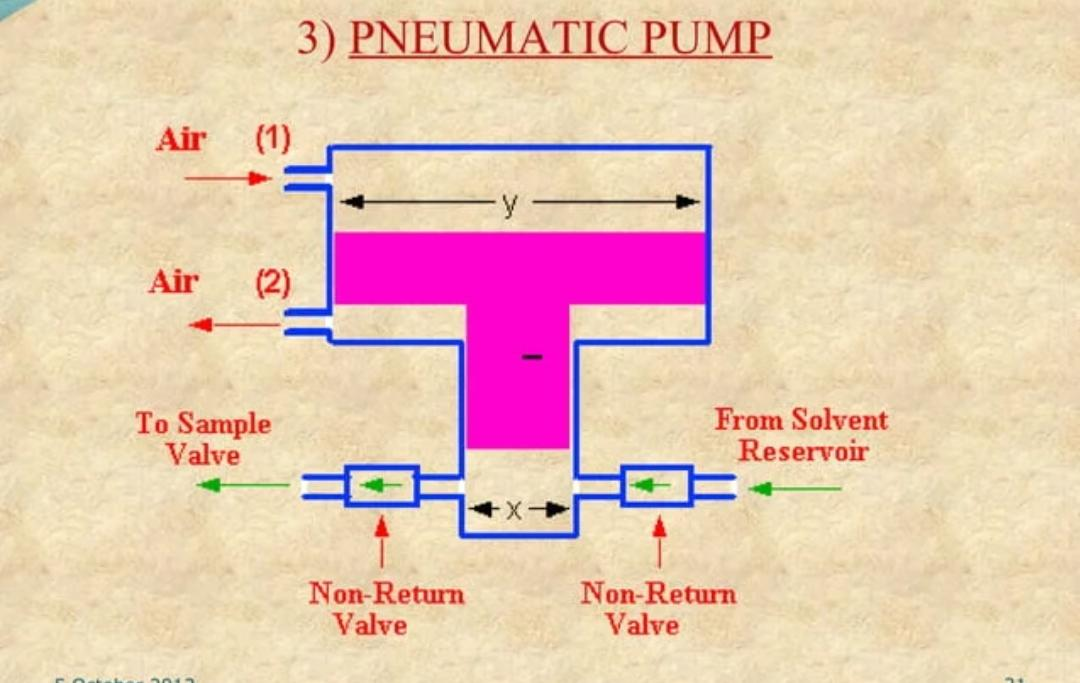 3) PNEUMATIC PUMP
Air (1)
y
Air (2)
To Sample
Valve
From Solvent
Reservoir
x
Non-Return
Valve
Non-Return
Valve